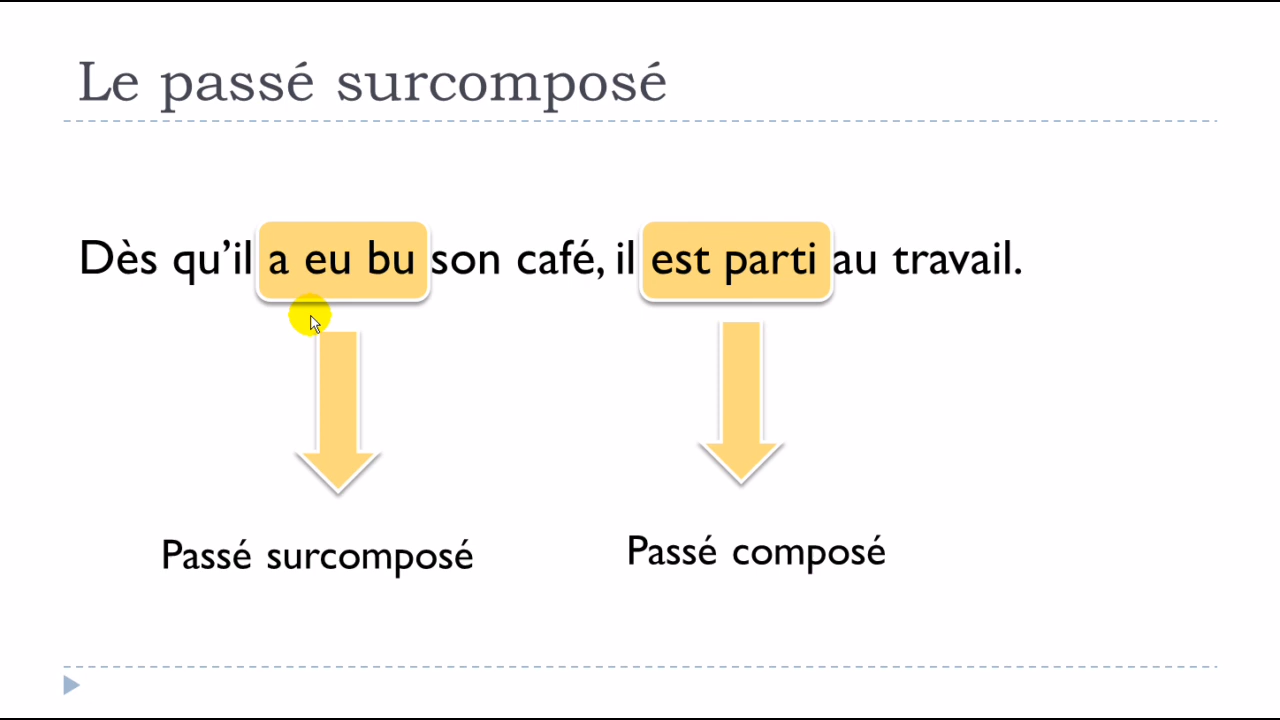 Le passé surcomposé
Dès qu’il a eu bu son café, il est parti au travail.
Passé surcomposé
Passé composé